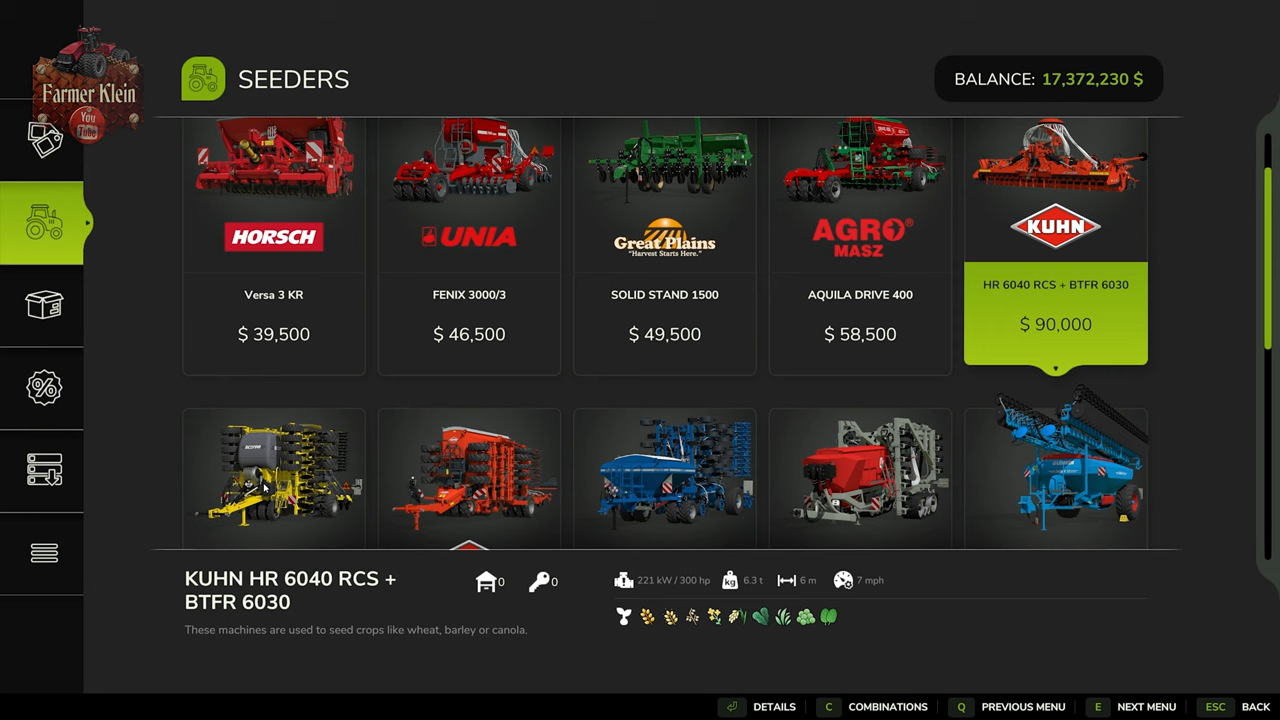 Farmer Klein
You
Tube
SEEDERS
BALANCE: 17,372,230 $
HORSCH
Versa 3 KR
$ 39,500
UNIA
FENIX 3000/3
$ 46,500
Great Plains
"Harvest Starts Here."
SOLID STAND 1500
$ 49,500
AGRO®
MASZ
AQUILA DRIVE 400
$ 58,500
KUHN
HR 6040 RCS + BTFR 6030
$ 90,000
KUHN HR 6040 RCS +
BTFR 6030
0
0
221 kW / 300 hp
kg
6.3 t
6 m
7 mph
These machines are used to seed crops like wheat, barley or canola.
DETAILS
C COMBINATIONS
Q PREVIOUS MENU
E NEXT MENU
ESC BACK